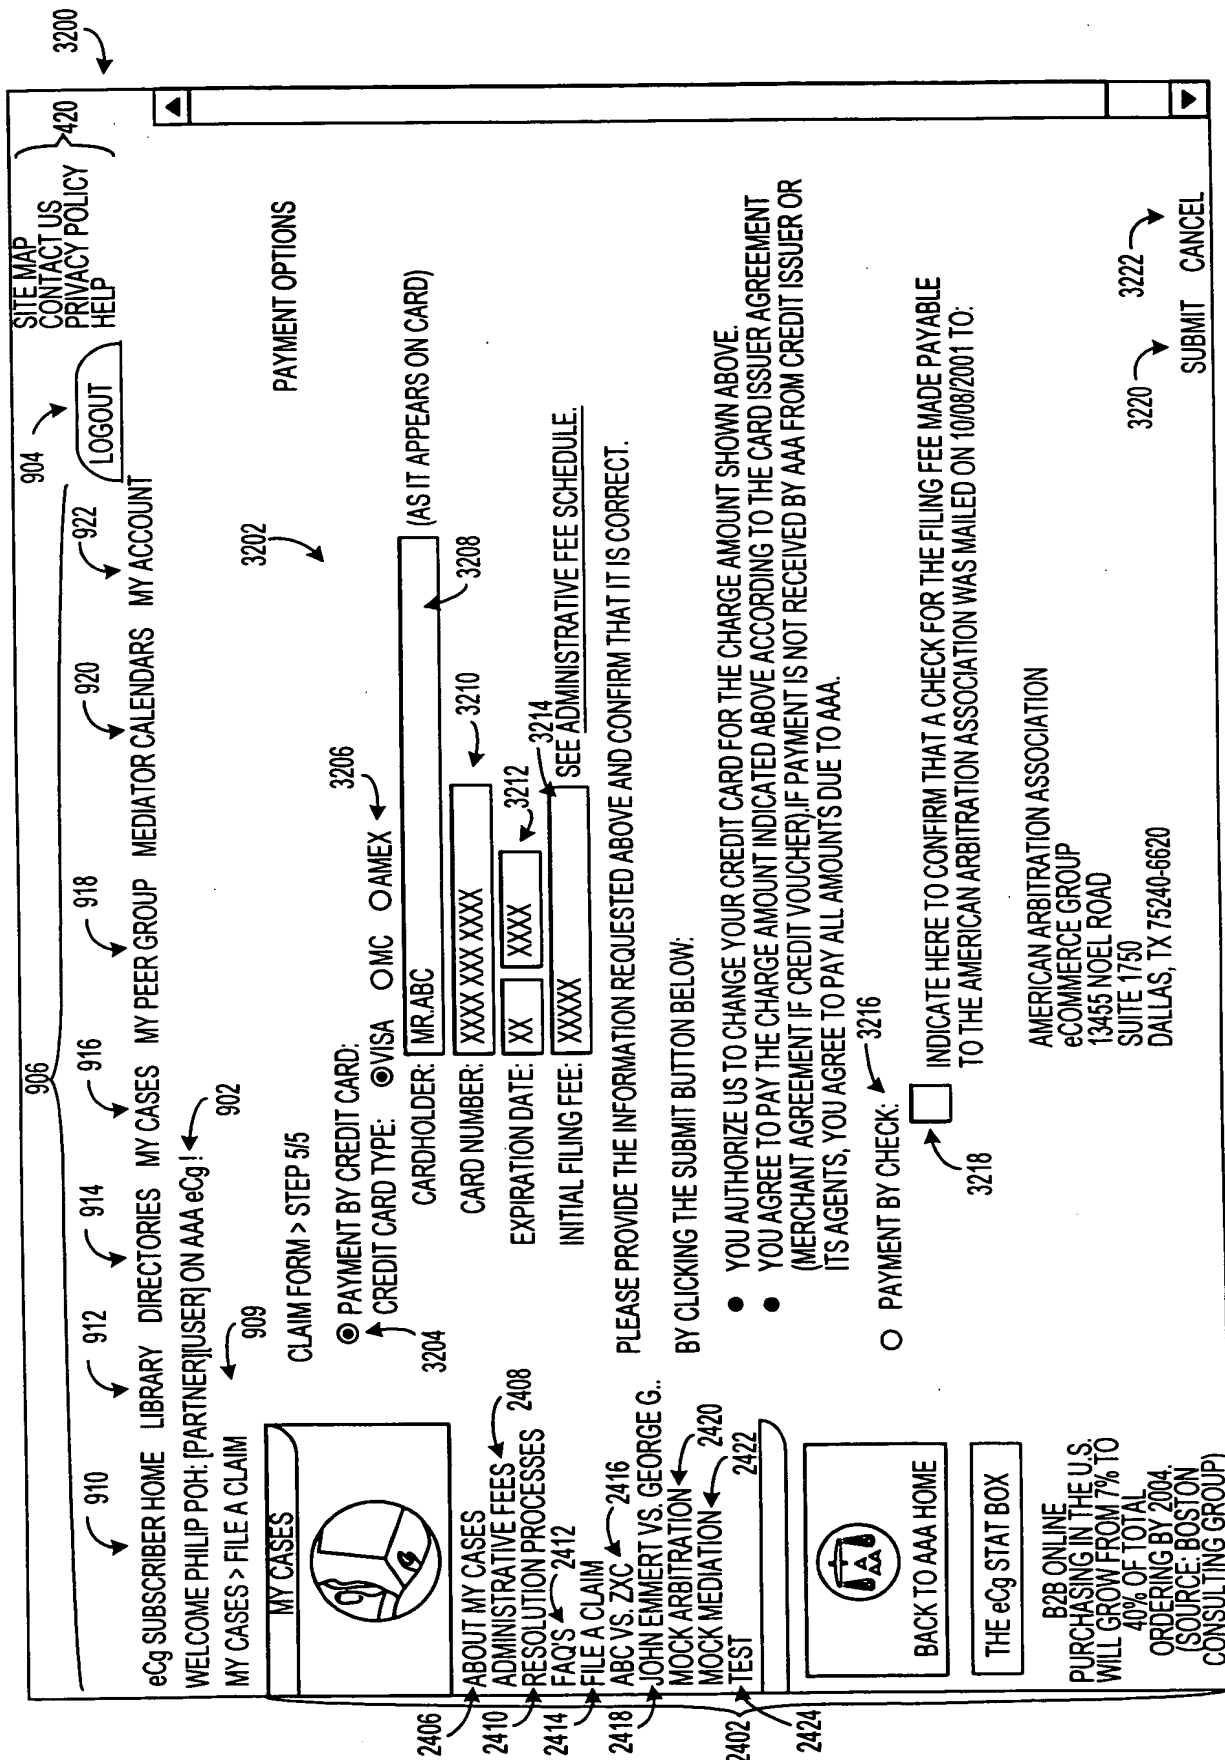 3200
SITE MAP
CONTACT US
PRIVACY POLICY
HELP
420
904
LOGOUT
906
910
912
914
916
918
920
922
eCg SUBSCRIBER HOME LIBRARY DIRECTORIES MY CASES MY PEER GROUP MEDIATOR CALENDARS MY ACCOUNT
WELCOME PHILIP POH: [PARTNER][USER] ON AAA eCg !
902
MY CASES > FILE A CLAIM
909
MY CASES
2406
ABOUT MY CASES
ADMINISTRATIVE FEES
2408
2410
RESOLUTION PROCESSES
FAQ'S
2412
2414
FILE A CLAIM
ABC VS. ZXC
2416
2418
JOHN EMMERT VS. GEORGE G..
MOCK ARBITRATION
2420
MOCK MEDIATION
2422
2402
TEST
2424
BACK TO AAA HOME
THE eCg STAT BOX
B2B ONLINE
PURCHASING IN THE U.S.
WILL GROW FROM 7% TO
40% OF TOTAL
ORDERING BY 2004.
(SOURCE: BOSTON
CONSULTING GROUP)
CLAIM FORM > STEP 5/5
PAYMENT OPTIONS
3202
PAYMENT BY CREDIT CARD:
3204
CREDIT CARD TYPE: VISA MC AMEX
3206
CARDHOLDER: MR.ABC (AS IT APPEARS ON CARD)
3208
CARD NUMBER: XXXX XXX XXX XXXX
3210
EXPIRATION DATE: XX XXXX
3212
3214
INITIAL FILING FEE: XXXXX SEE ADMINISTRATIVE FEE SCHEDULE.
PLEASE PROVIDE THE INFORMATION REQUESTED ABOVE AND CONFIRM THAT IT IS CORRECT.
BY CLICKING THE SUBMIT BUTTON BELOW:
● YOU AUTHORIZE US TO CHANGE YOUR CREDIT CARD FOR THE CHARGE AMOUNT SHOWN ABOVE.
● YOU AGREE TO PAY THE CHARGE AMOUNT INDICATED ABOVE ACCORDING TO THE CARD ISSUER AGREEMENT
(MERCHANT AGREEMENT IF CREDIT VOUCHER).IF PAYMENT IS NOT RECEIVED BY AAA FROM CREDIT ISSUER OR
ITS AGENTS, YOU AGREE TO PAY ALL AMOUNTS DUE TO AAA.
PAYMENT BY CHECK:
3216
3218
INDICATE HERE TO CONFIRM THAT A CHECK FOR THE FILING FEE MADE PAYABLE
TO THE AMERICAN ARBITRATION ASSOCIATION WAS MAILED ON 10/08/2001 TO:
AMERICAN ARBITRATION ASSOCIATION
eCOMMERCE GROUP
13455 NOEL ROAD
SUITE 1750
DALLAS, TX 75240-6620
3220
3222
SUBMIT CANCEL